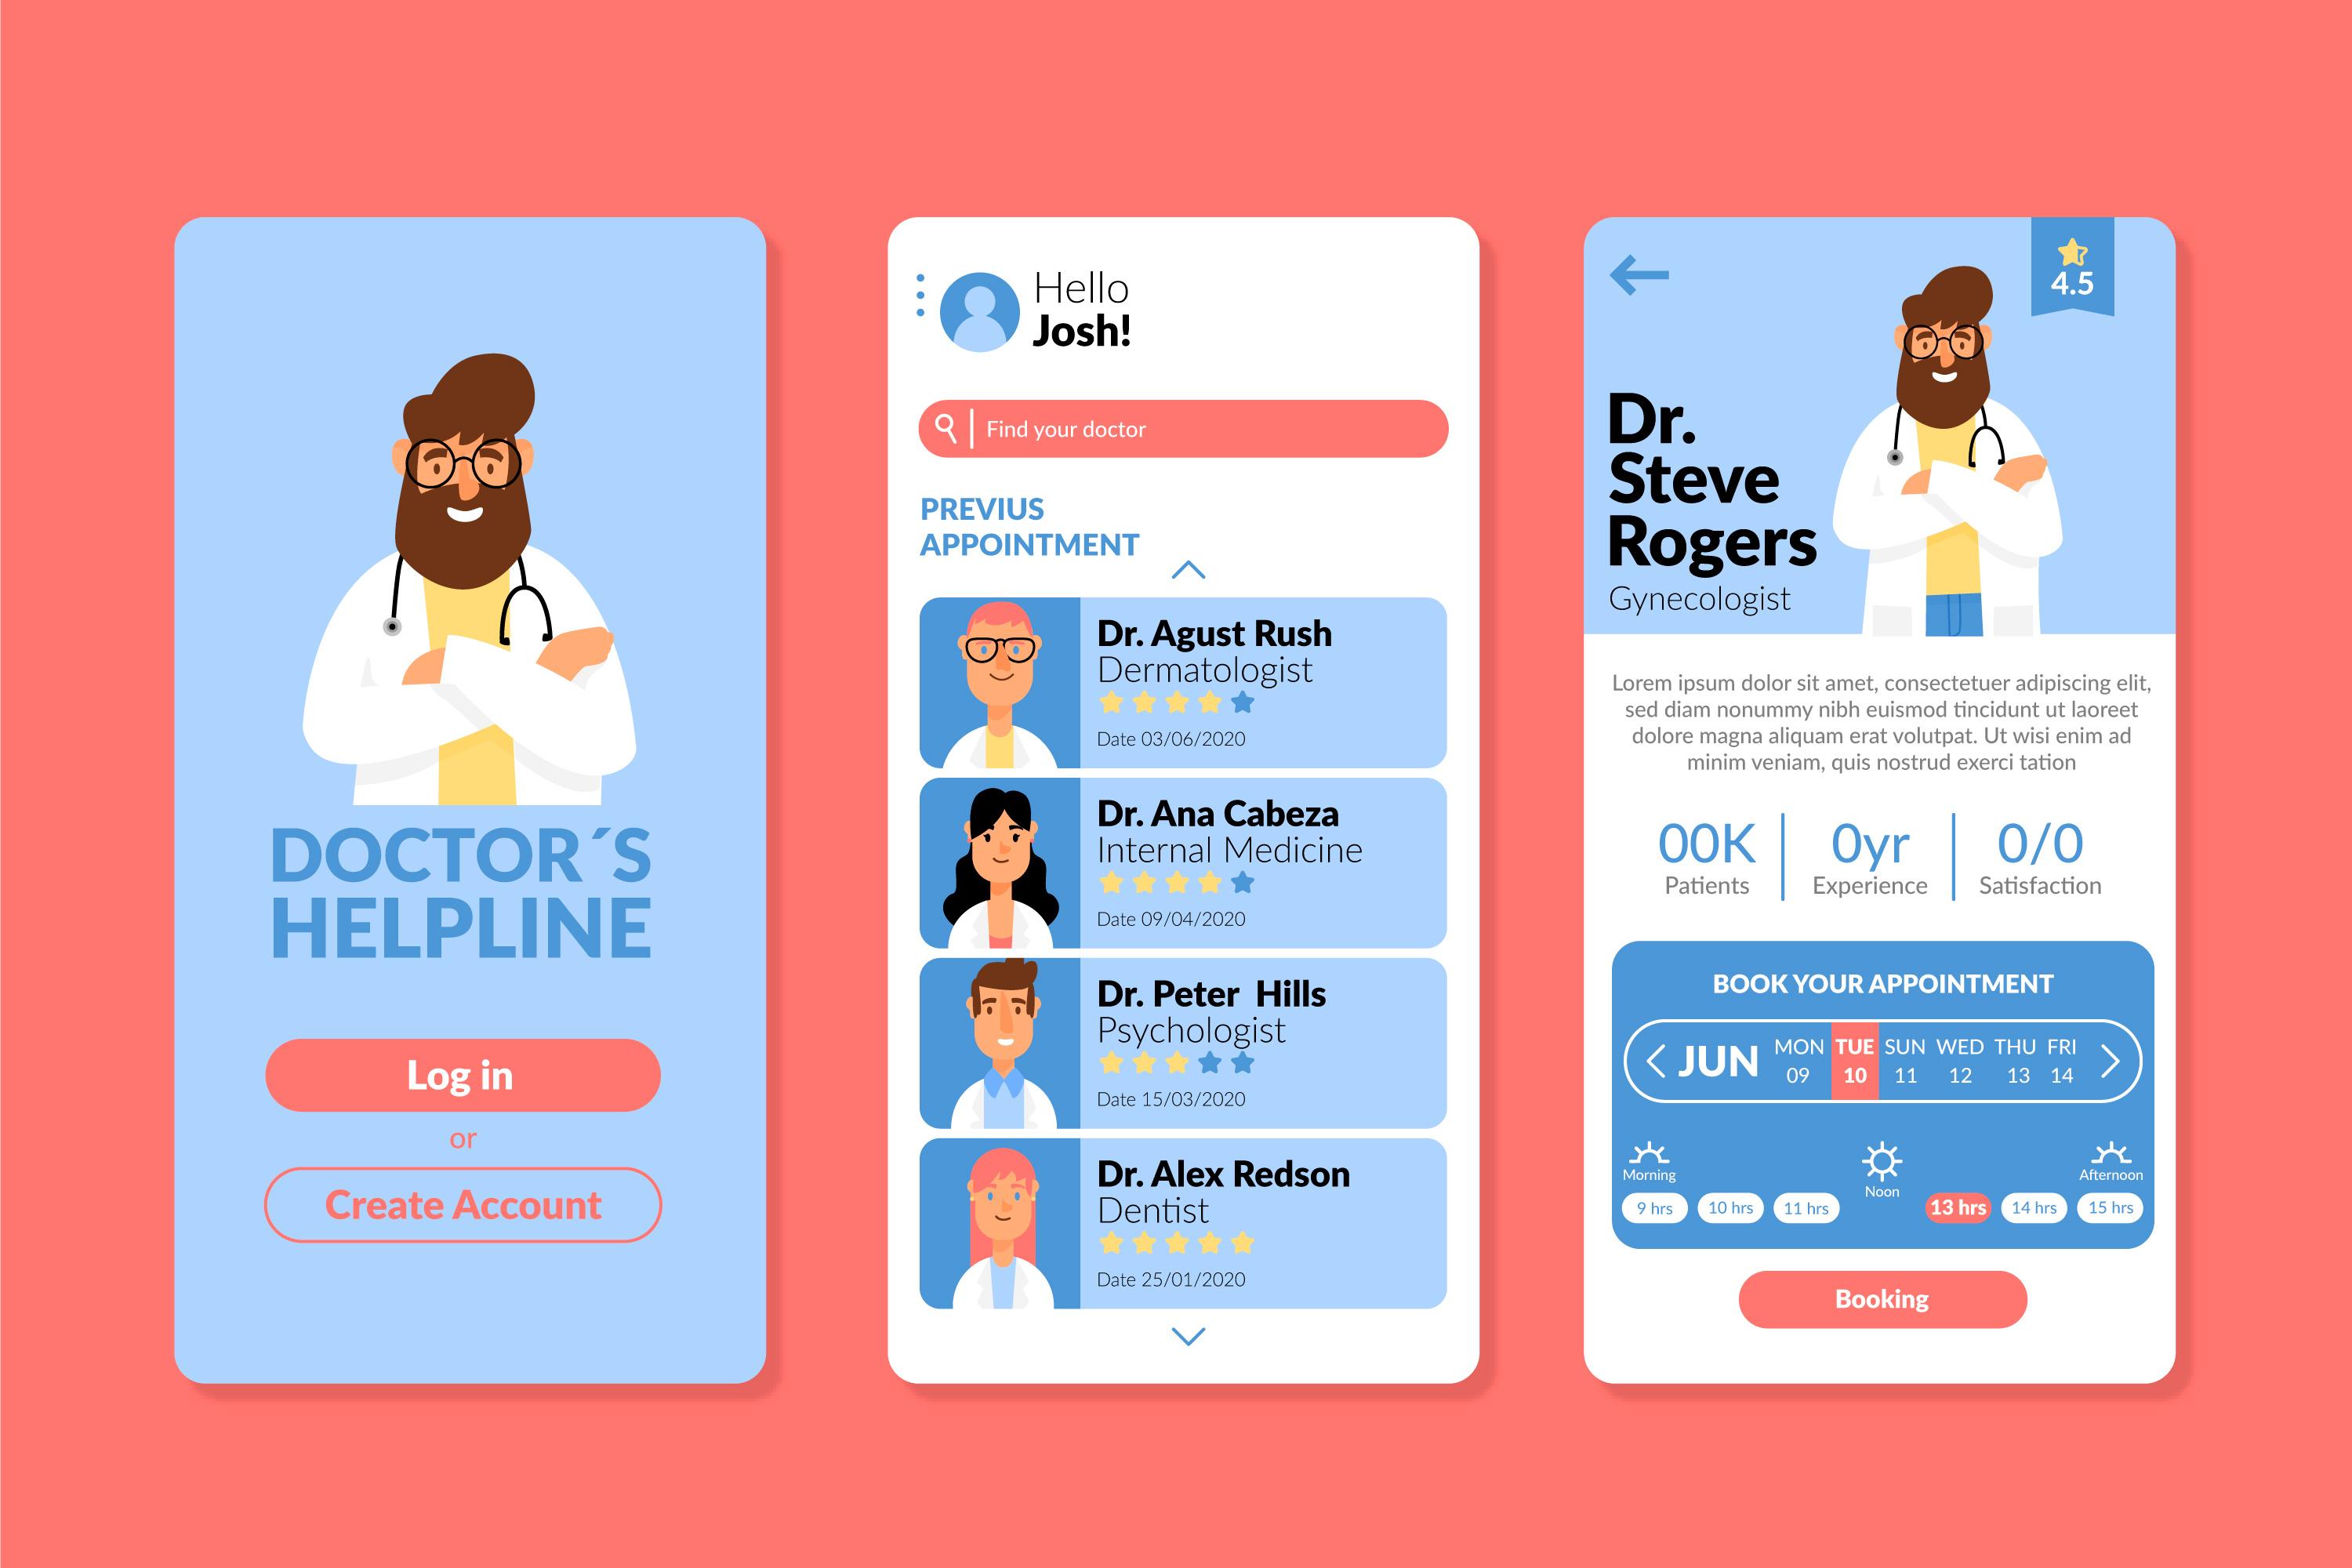 DOCTOR´S
HELPLINE
Log in
or
Create Account
Hello
Josh!
Find your doctor
PREVIUS
APPOINTMENT
Dr. Agust Rush
Dermatologist
Date 03/06/2020
Dr. Ana Cabeza
Internal Medicine
Date 09/04/2020
Dr. Peter  Hills
Psychologist
Date 15/03/2020
Dr. Alex Redson
Dentist
Date 25/01/2020
4.5
Dr.
Steve
Rogers
Gynecologist
Lorem ipsum dolor sit amet, consectetuer adipiscing elit,
sed diam nonummy nibh euismod tincidunt ut laoreet
dolore magna aliquam erat volutpat. Ut wisi enim ad
minim veniam, quis nostrud exerci tation
00K 0yr 0/0
Patients Experience Satisfaction
BOOK YOUR APPOINTMENT
JUN MON TUE SUN WED THU FRI
09 10 11 12 13 14
Morning Noon Afternoon
9 hrs 10 hrs 11 hrs 13 hrs 14 hrs 15 hrs
Booking